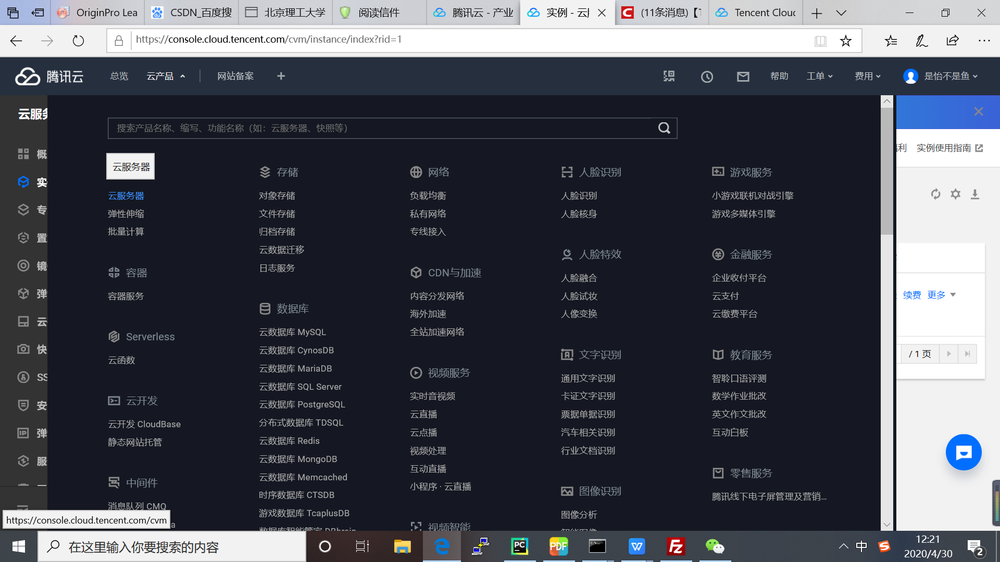 OriginPro Lea
CSDN_百度搜
北京理工大学
阅读信件
腾讯云 - 产业
实例 - 云
(11条消息)
Tencent Clou
https://console.cloud.tencent.com/cvm/instance/index?rid=1
腾讯云
总览
云产品
网站备案
帮助
工单
费用
是怡不是鱼
云服务
搜索产品名称、缩写、功能名称（如：云服务器、快照等）
利
实例使用指南
概
实
专
置
镜
弹
云
快
SS
安
弹
服
云服务器
云服务器
弹性伸缩
批量计算
容器
容器服务
Serverless
云函数
云开发
云开发 CloudBase
静态网站托管
中间件
消息队列 CMQ
存储
对象存储
文件存储
归档存储
云数据迁移
日志服务
数据库
云数据库 MySQL
云数据库 CynosDB
云数据库 MariaDB
云数据库 SQL Server
云数据库 PostgreSQL
分布式数据库 TDSQL
云数据库 Redis
云数据库 MongoDB
云数据库 Memcached
时序数据库 CTSDB
游戏数据库 TcaplusDB
数据库智能管家 DBbrain
网络
负载均衡
私有网络
专线接入
CDN与加速
内容分发网络
海外加速
全站加速网络
视频服务
实时音视频
云直播
云点播
视频处理
互动直播
小程序 · 云直播
视频智能
人脸识别
人脸识别
人脸核身
人脸特效
人脸融合
人脸试妆
人像变换
文字识别
通用文字识别
卡证文字识别
票据单据识别
汽车相关识别
行业文档识别
图像识别
图像分析
智能图像
游戏服务
小游戏联机对战引擎
游戏多媒体引擎
金融服务
企业收付平台
云支付
云缴费平台
教育服务
智聆口语评测
数学作业批改
英文作文批改
互动白板
零售服务
腾讯线下电子屏管理及营销...
续费 更多
/ 1 页
https://console.cloud.tencent.com/cvm
a
在这里输入你要搜索的内容
PC
PDF
W
Fz
中
S
12:21
2020/4/30
2